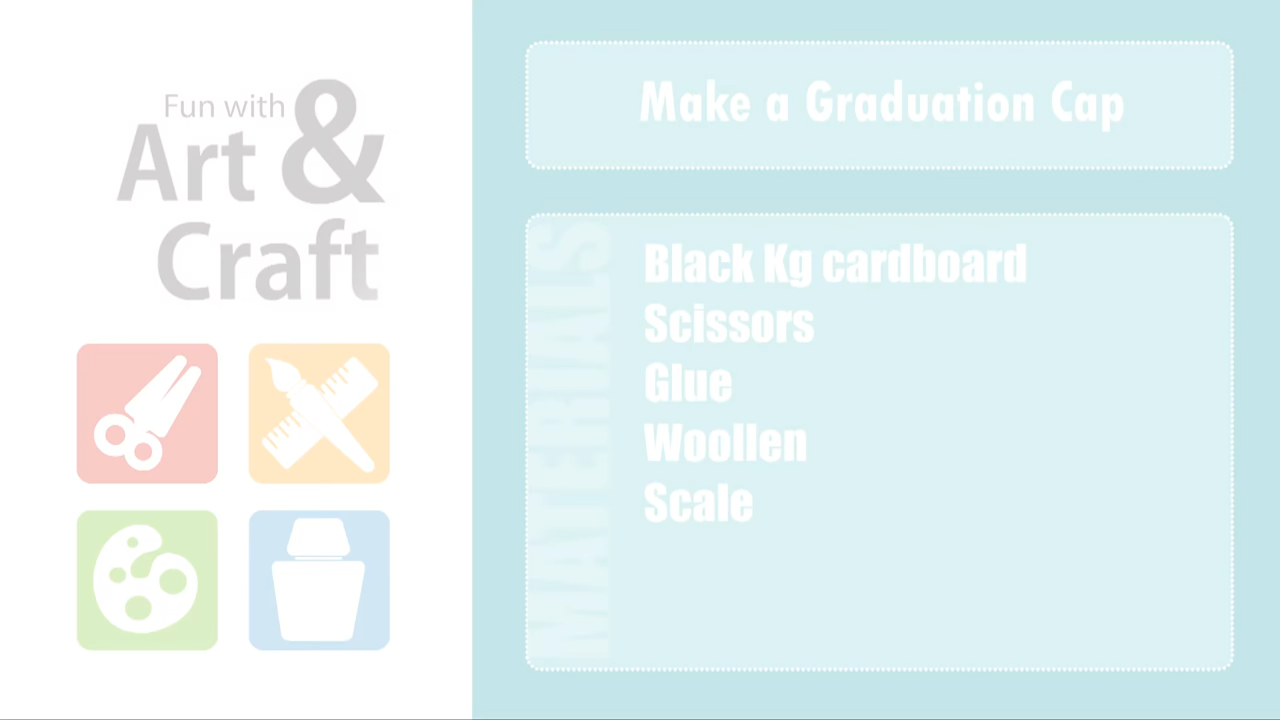 Fun with
Art &
Craft
Make a Graduation Cap
MATERIALS
Black Kg cardboard
Scissors
Glue
Woollen
Scale